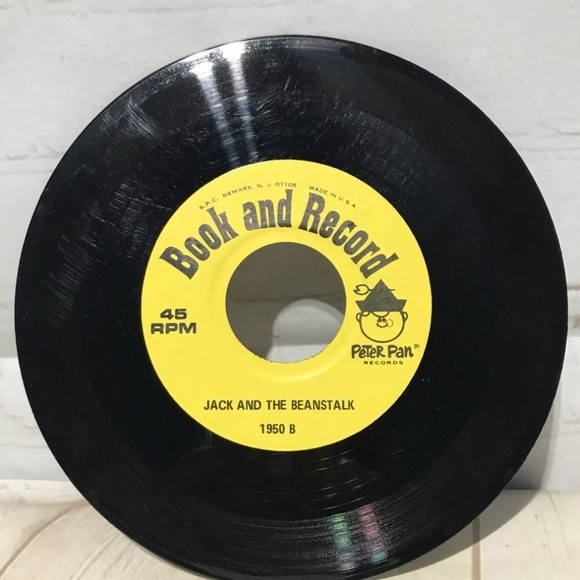 S.P.C. NEWARK, N. J. 07105 MADE IN U.S.A.
Book and Record
45
RPM
PETER PAN®
RECORDS
JACK AND THE BEANSTALK
1950 B